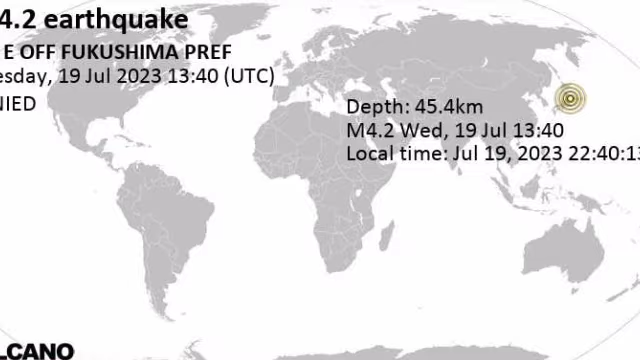 4.2 earthquake
E OFF FUKUSHIMA PREF
esday, 19 Jul 2023 13:40 (UTC)
NIED
Depth: 45.4km
M4.2 Wed, 19 Jul 13:40
Local time: Jul 19, 2023 22:40:13
LCANO